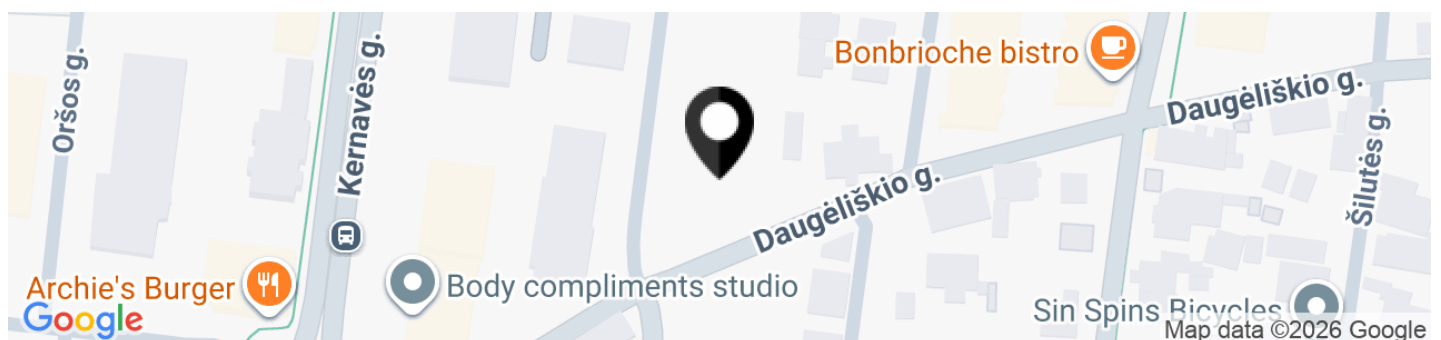 Oršos g.
Kernavės g.
Bonbrioche bistro
Daugėliškio g.
Šilutės g.
Daugėliškio g.
Archie's Burger
Body compliments studio
Sin Spins Bicycles
Google
Map data ©2026 Google